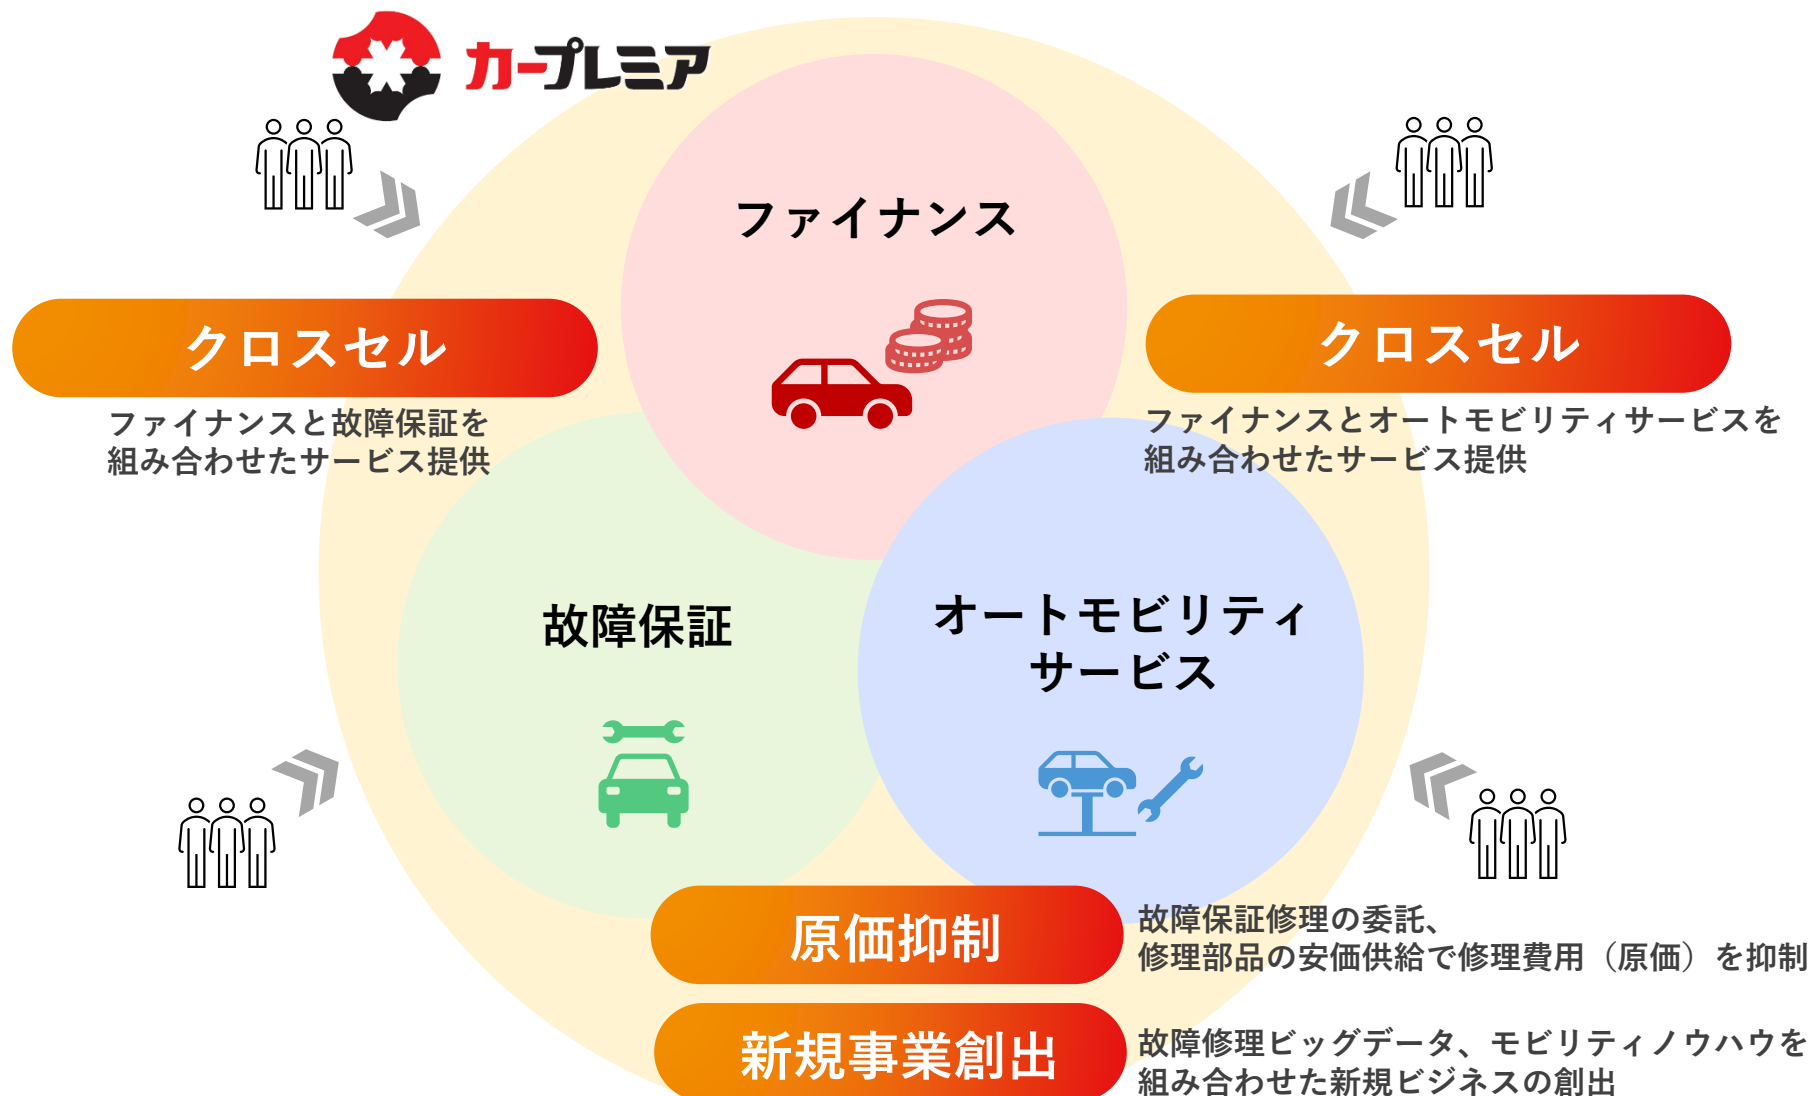 カープレミア
ファイナンス
クロスセル
ファイナンスと故障保証を
組み合わせたサービス提供
クロスセル
ファイナンスとオートモビリティサービスを
組み合わせたサービス提供
故障保証
オートモビリティ
サービス
原価抑制
故障保証修理の委託、
修理部品の安価供給で修理費用（原価）を抑制
新規事業創出
故障修理ビッグデータ、モビリティノウハウを
組み合わせた新規ビジネスの創出